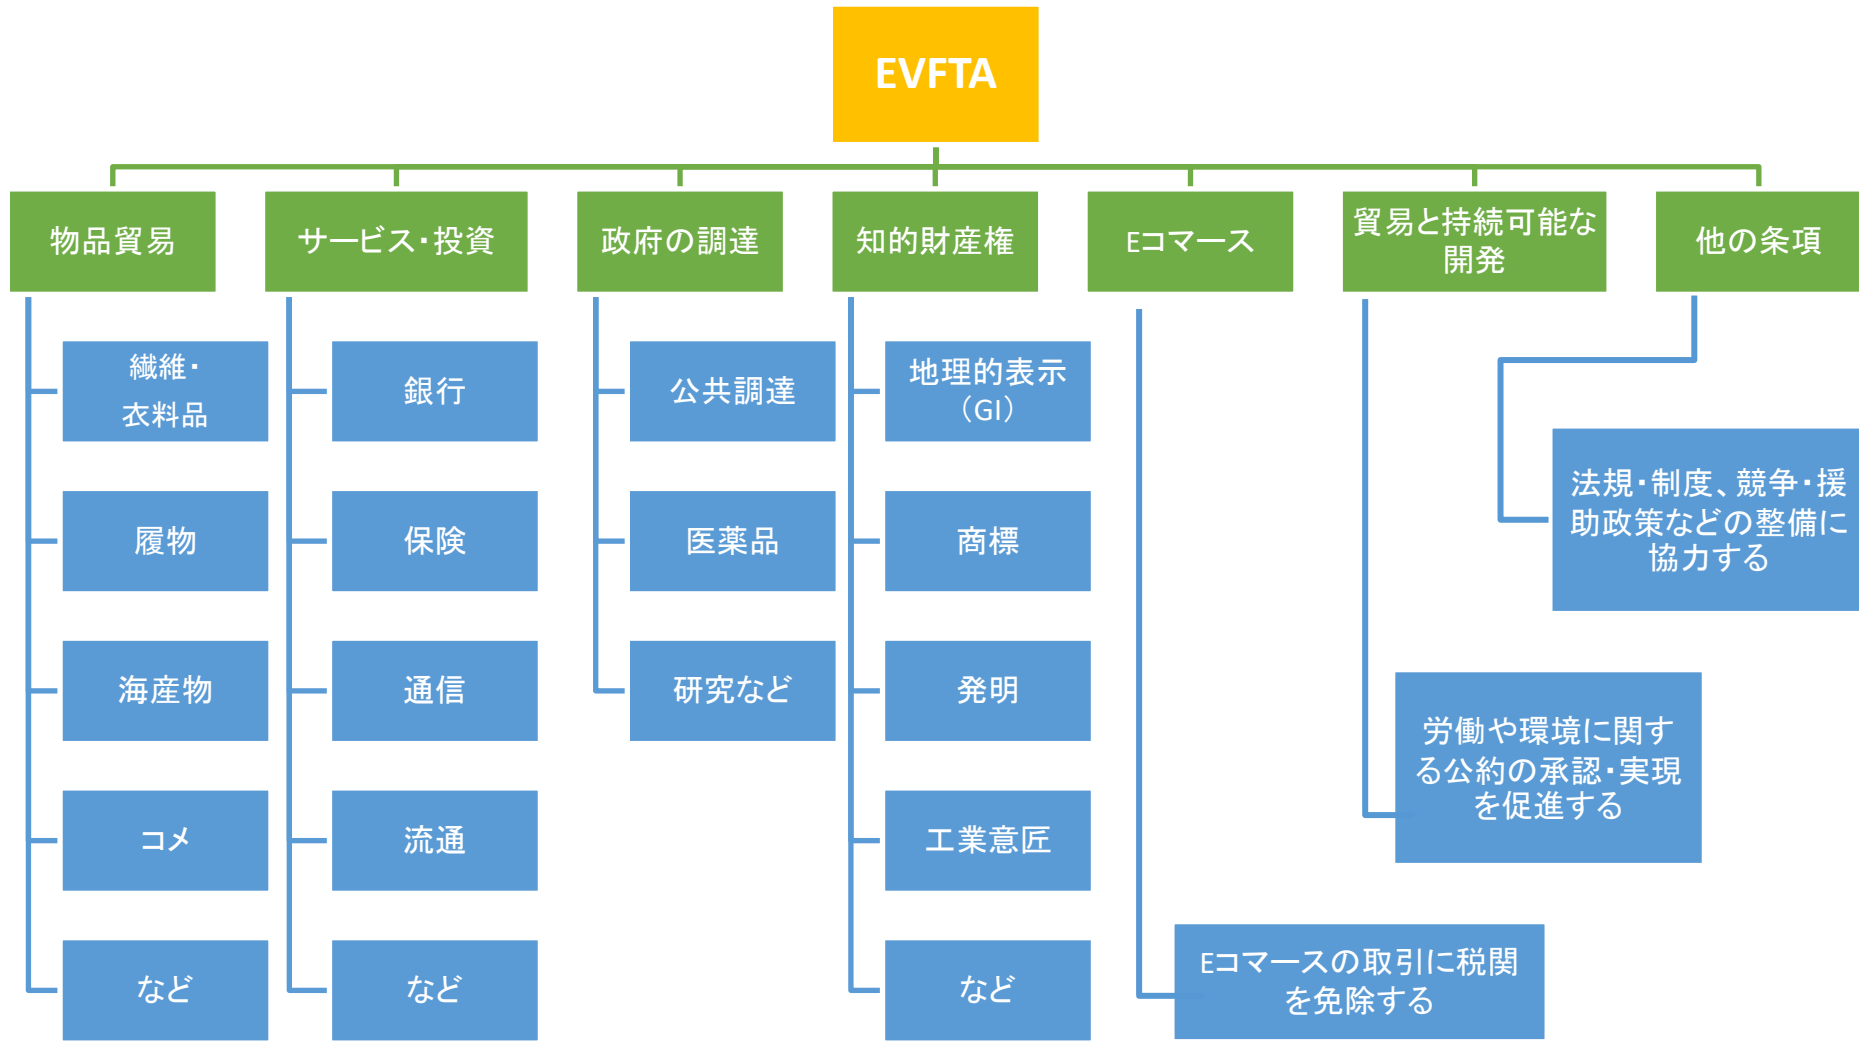 EVFTA
物品貿易
サービス・投資
政府の調達
知的財産権
Eコマース
貿易と持続可能な
開発
他の条項
繊維・
衣料品
履物
海産物
コメ
など
銀行
保険
通信
流通
など
公共調達
医薬品
研究など
地理的表示
（GI）
商標
発明
工業意匠
など
Eコマースの取引に税関
を免除する
労働や環境に関す
る公約の承認・実現
を促進する
法規・制度、競争・援
助政策などの整備に
協力する